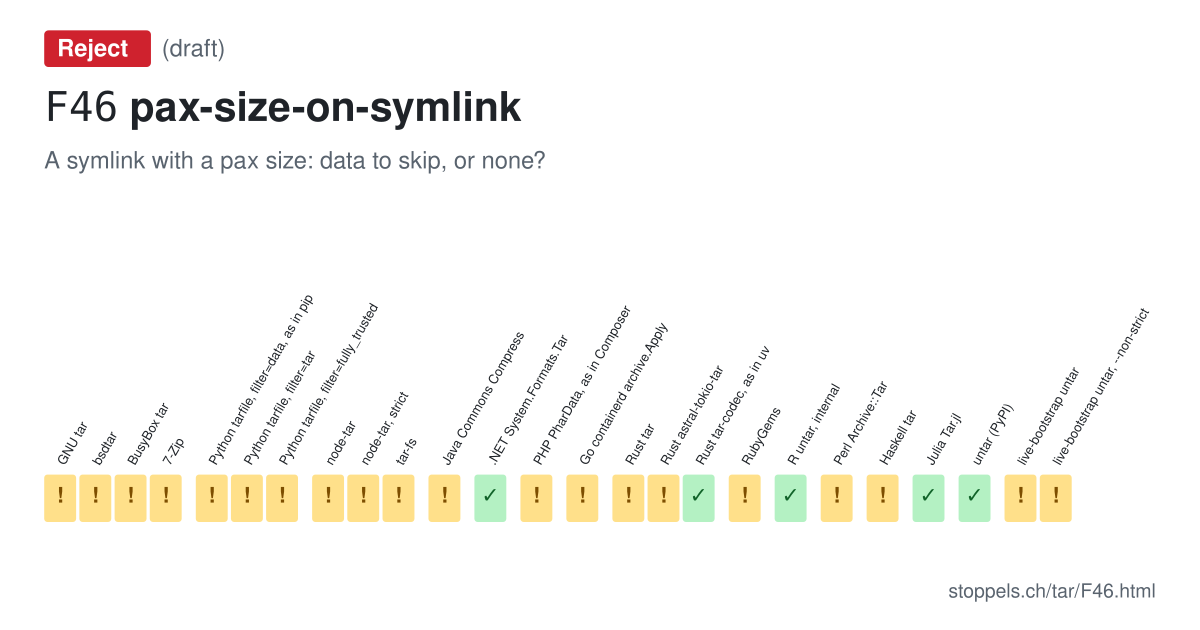 Reject (draft)
F46 pax-size-on-symlink
A symlink with a pax size: data to skip, or none?
GNU tar
bsdtar
BusyBox tar
7-Zip
Python tarfile, filter=data, as in pip
Python tarfile, filter=tar
Python tarfile, filter=fully_trusted
node-tar
node-tar, strict
tar-fs
Java Commons Compress
.NET System.Formats.Tar
PHP PharData, as in Composer
Go containerd archive.Apply
Rust tar
Rust astral-tokio-tar
Rust tar-codec, as in uv
RubyGems
R untar, internal
Perl Archive::Tar
Haskell tar
Julia Tar.jl
untar (PyPI)
live-bootstrap untar
live-bootstrap untar, --non-strict
! ! ! ! ! ! ! ! ! ! ! ✓ ! ! ! ! ✓ ! ✓ ! ! ✓ ✓ ! !
stoppels.ch/tar/F46.html